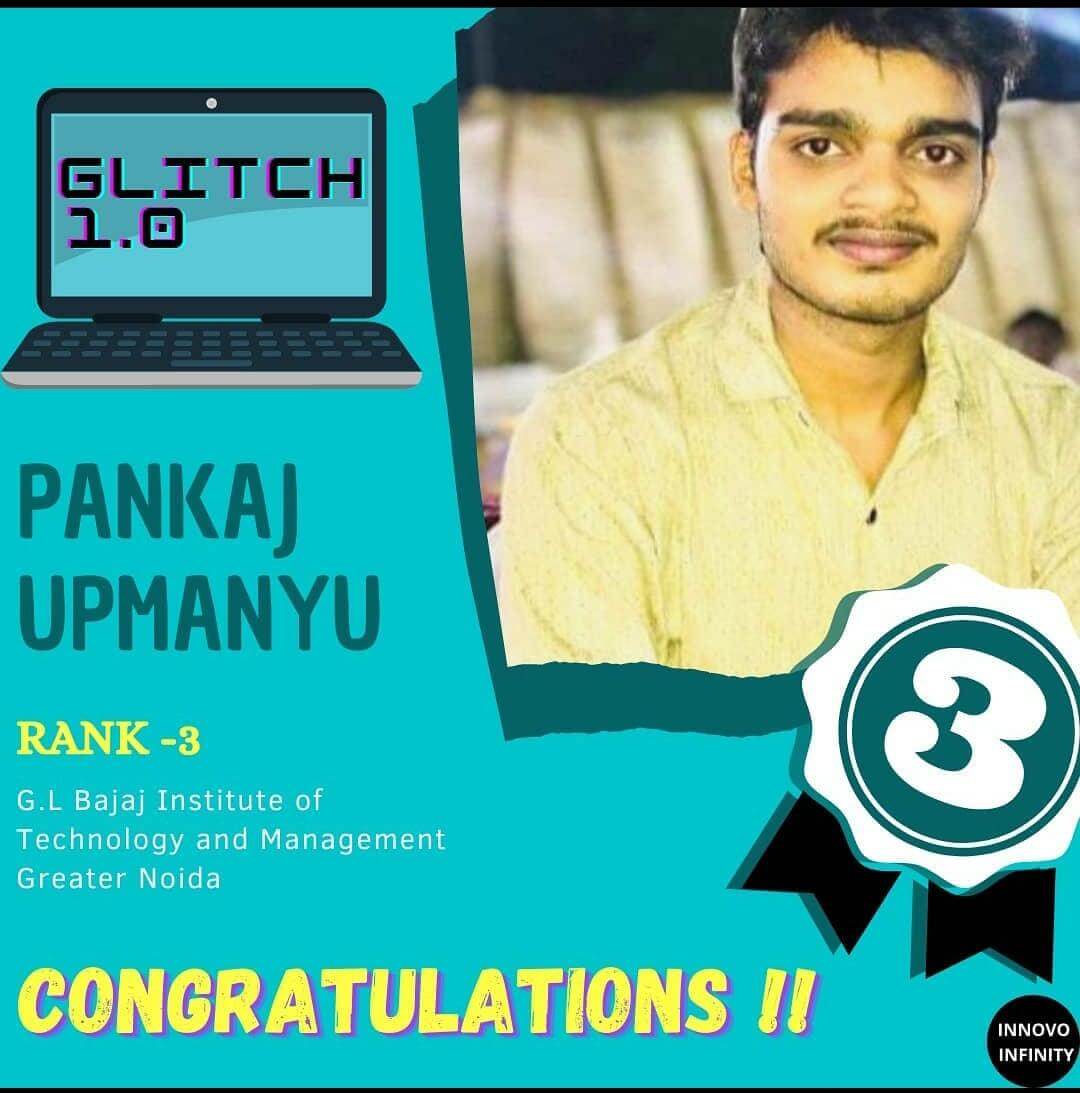 GLITCH
1.0
PANKAJ
UPMANYU
RANK -3
G.L Bajaj Institute of
Technology and Management
Greater Noida
3
CONGRATULATIONS !!
INNOVO
INFINITY